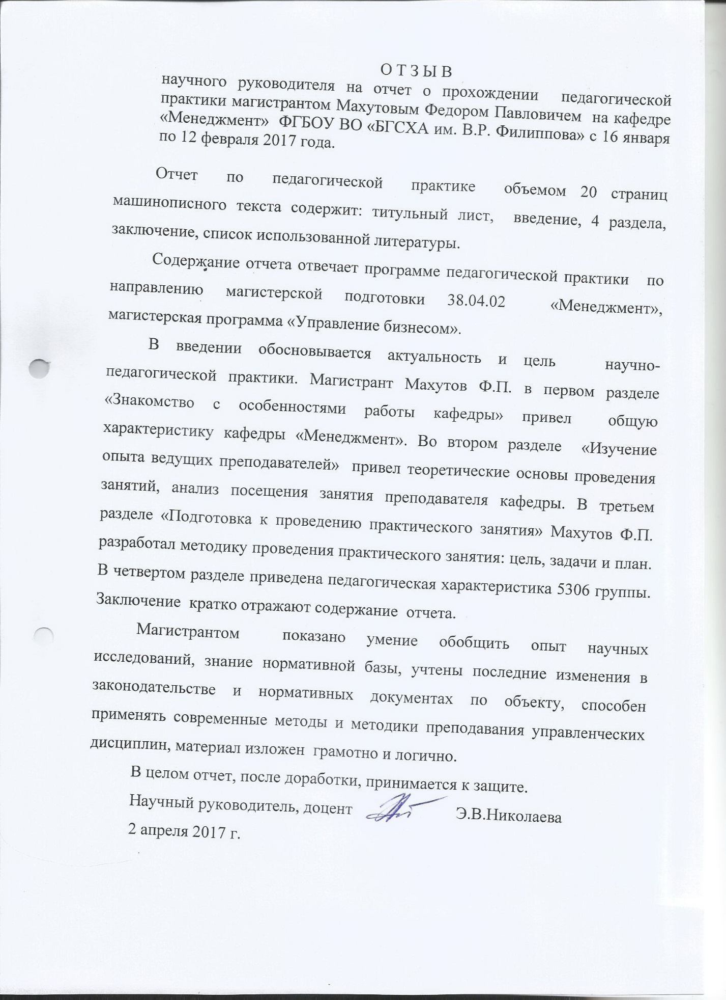 О Т З Ы В
научного руководителя на отчет о прохождении педагогической
практики магистрантом Махутовым Федором Павловичем на кафедре
«Менеджмент» ФГБОУ ВО «БГСХА им. В.Р. Филиппова» с 16 января
по 12 февраля 2017 года.
Отчет по педагогической практике объемом 20 страниц
машинописного текста содержит: титульный лист, введение, 4 раздела,
заключение, список использованной литературы.
Содержание отчета отвечает программе педагогической практики по
направлению магистерской подготовки 38.04.02 «Менеджмент»,
магистерская программа «Управление бизнесом».
В введении обосновывается актуальность и цель научно-
педагогической практики. Магистрант Махутов Ф.П. в первом разделе
«Знакомство с особенностями работы кафедры» привел общую
характеристику кафедры «Менеджмент». Во втором разделе «Изучение
опыта ведущих преподавателей» привел теоретические основы проведения
занятий, анализ посещения занятия преподавателя кафедры. В третьем
разделе «Подготовка к проведению практического занятия» Махутов Ф.П.
разработал методику проведения практического занятия: цель, задачи и план.
В четвертом разделе приведена педагогическая характеристика 5306 группы.
Заключение кратко отражают содержание отчета.
Магистрантом показано умение обобщить опыт научных
исследований, знание нормативной базы, учтены последние изменения в
законодательстве и нормативных документах по объекту, способен
применять современные методы и методики преподавания управленческих
дисциплин, материал изложен грамотно и логично.
В целом отчет, после доработки, принимается к защите.
Научный руководитель, доцент Э.В.Николаева
2 апреля 2017 г.